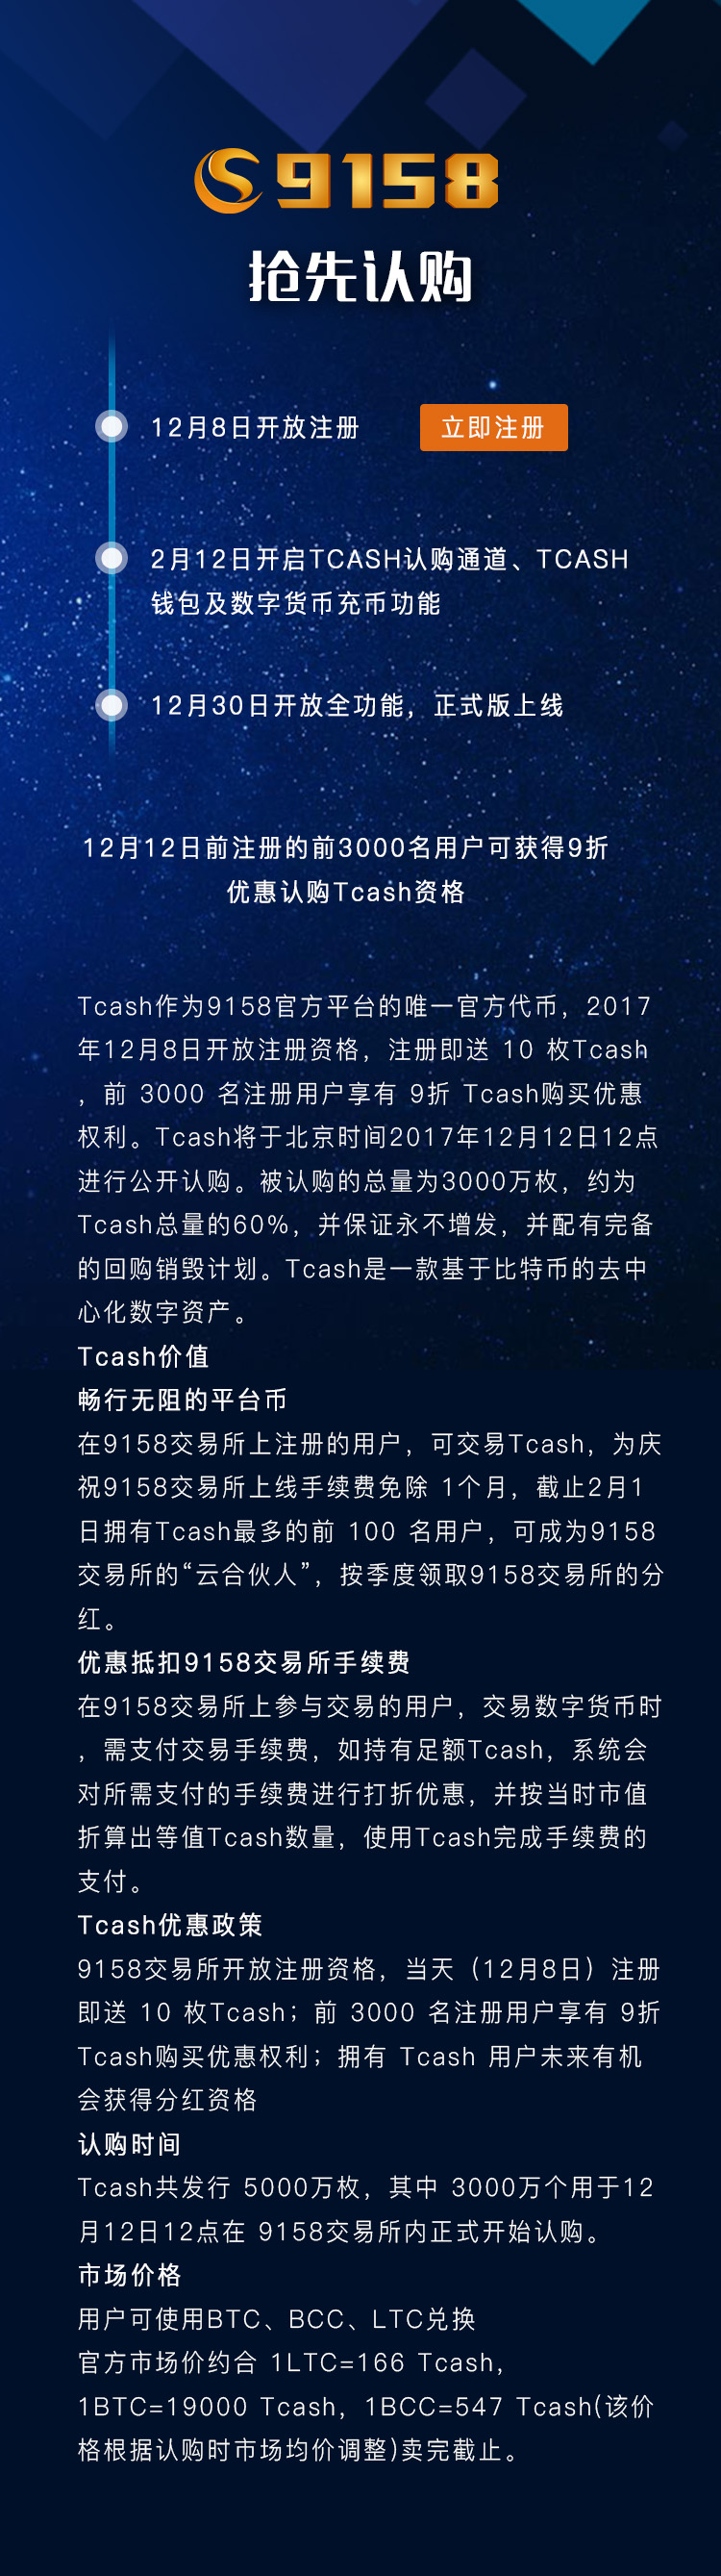 9158
抢先认购
12月8日开放注册
立即注册
2月12日开启TCASH认购通道、TCASH
钱包及数字货币充币功能
12月30日开放全功能，正式版上线
12月12日前注册的前3000名用户可获得9折
优惠认购Tcash资格
Tcash作为9158官方平台的唯一官方代币，2017
年12月8日开放注册资格，注册即送 10 枚Tcash
，前 3000 名注册用户享有 9折 Tcash购买优惠
权利。Tcash将于北京时间2017年12月12日12点
进行公开认购。被认购的总量为3000万枚，约为
Tcash总量的60%，并保证永不增发，并配有完备
的回购销毁计划。Tcash是一款基于比特币的去中
心化数字资产。
Tcash价值
畅行无阻的平台币
在9158交易所上注册的用户，可交易Tcash，为庆
祝9158交易所上线手续费免除 1个月，截止2月1
日拥有Tcash最多的前 100 名用户，可成为9158
交易所的“云合伙人”，按季度领取9158交易所的分
红。
优惠抵扣9158交易所手续费
在9158交易所上参与交易的用户，交易数字货币时
，需支付交易手续费，如持有足额Tcash，系统会
对所需支付的手续费进行打折优惠，并按当时市值
折算出等值Tcash数量，使用Tcash完成手续费的
支付。
Tcash优惠政策
9158交易所开放注册资格，当天（12月8日）注册
即送 10 枚Tcash；前 3000 名注册用户享有 9折
Tcash购买优惠权利；拥有 Tcash 用户未来有机
会获得分红资格
认购时间
Tcash共发行 5000万枚，其中 3000万个用于12
月12日12点在 9158交易所内正式开始认购。
市场价格
用户可使用BTC、BCC、LTC兑换
官方市场价约合 1LTC=166 Tcash，
1BTC=19000 Tcash，1BCC=547 Tcash(该价
格根据认购时市场均价调整)卖完截止。